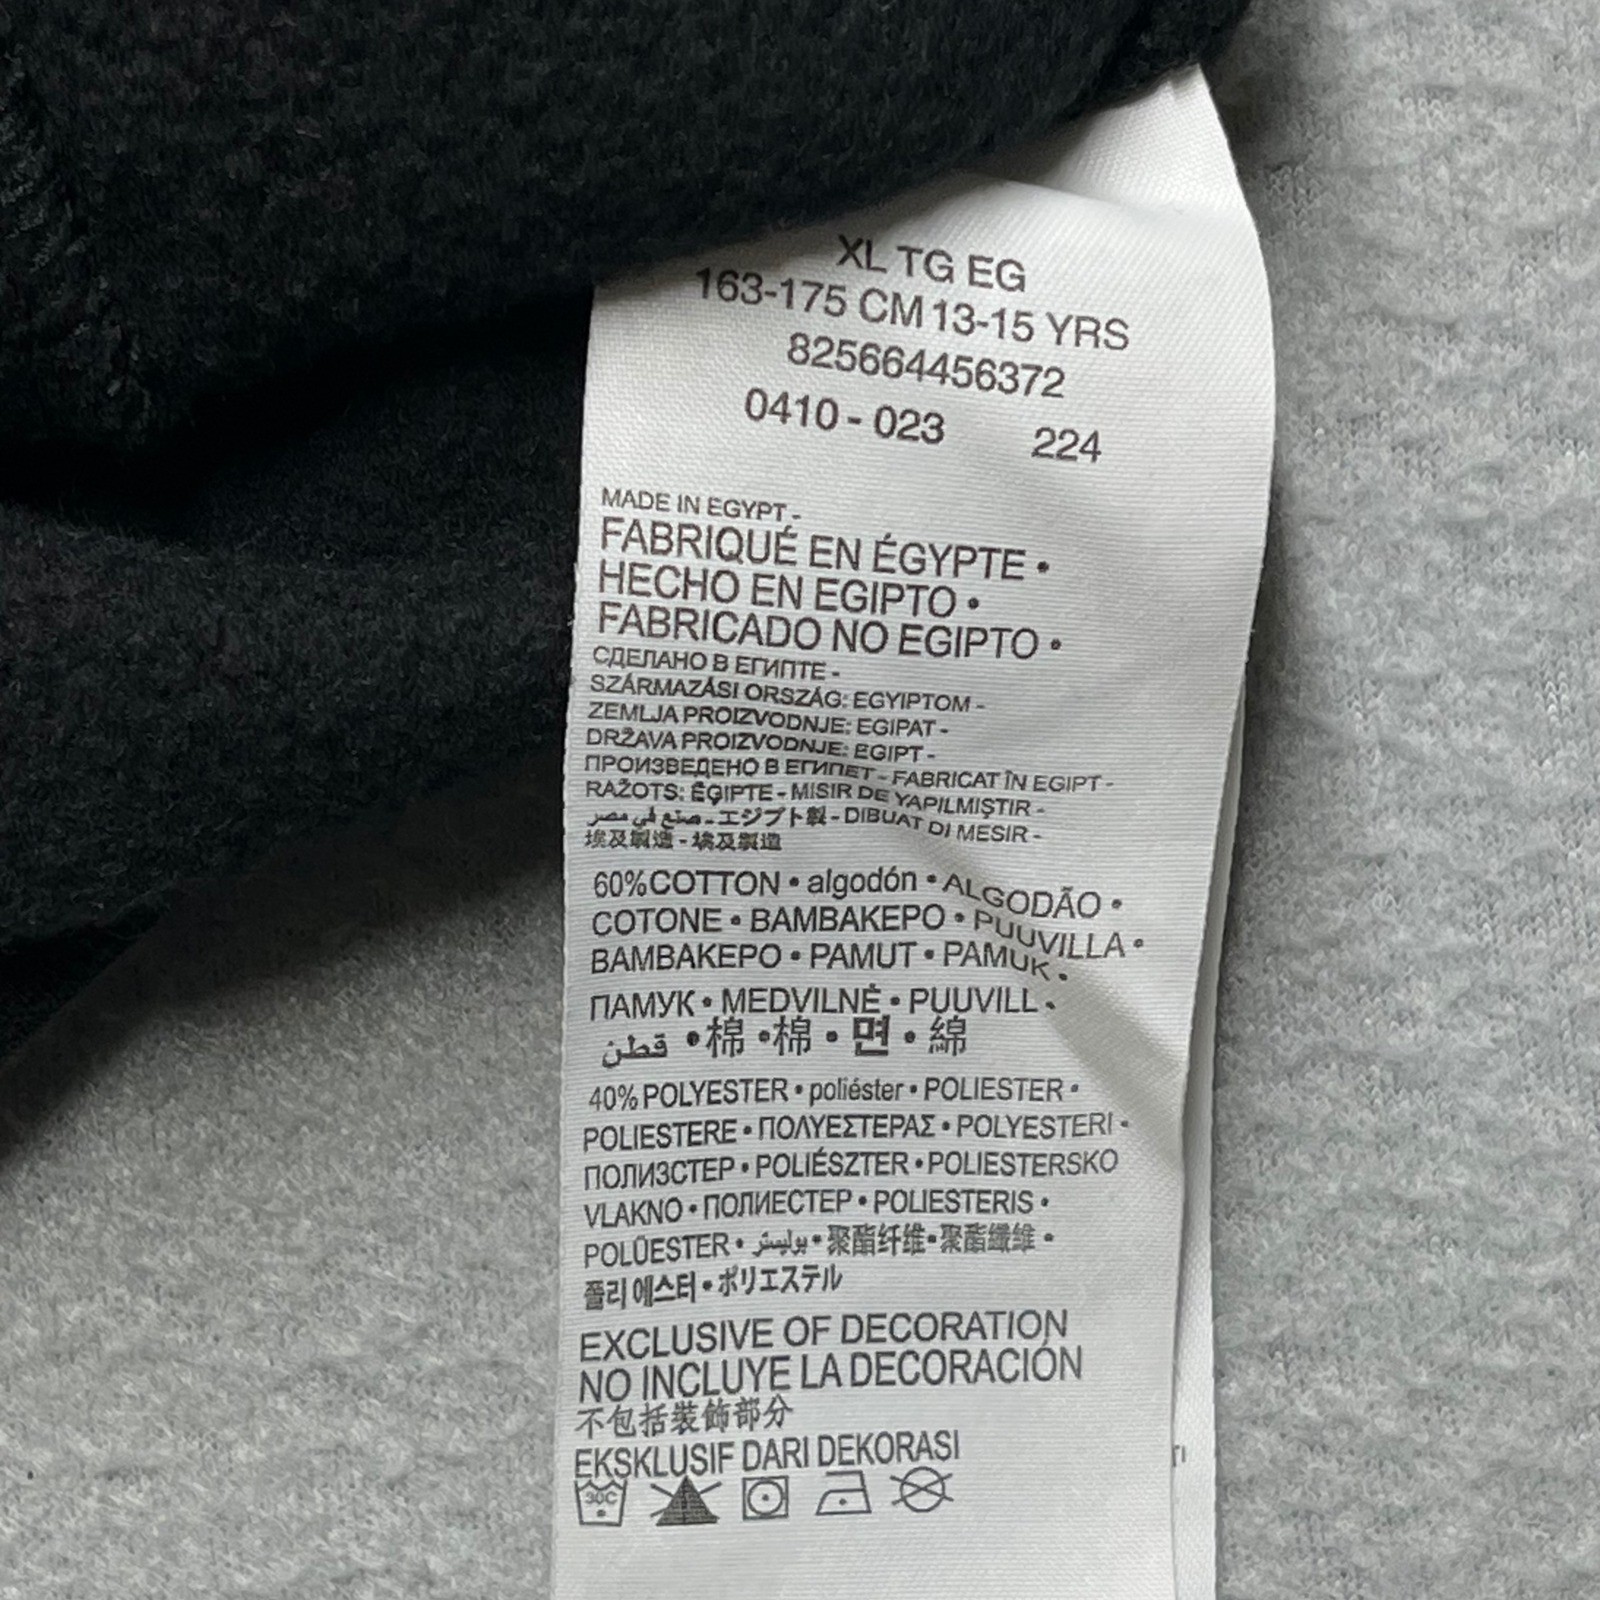 XL TG EG
163-175 CM 13-15 YRS
825664456372
0410 - 023 224
MADE IN EGYPT -
FABRIQUÉ EN ÉGYPTE •
HECHO EN EGIPTO •
FABRICADO NO EGIPTO •
СДЕЛАНО В ЕГИПТЕ -
SZÁRMAZÁSI ORSZÁG: EGYIPTOM -
ZEMLJA PROIZVODNJE: EGIPAT -
DRŽAVA PROIZVODNJE: EGIPT -
ПРОИЗВЕДЕНО В ЕГИПЕТ - FABRICAT ÎN EGIPT -
RAŽOTS: ĒĢIPTE - MISIR DE YAPILMIŞTIR -
صنع في مصر - エジプト製 - DIBUAT DI MESIR -
埃及製造 - 埃及製造
60%COTTON • algodón • ALGODÃO •
COTONE • BAMBAKEPO • PUUVILLA •
BAMBAKEPO • PAMUT • PAMUK •
ПАМУК • MEDVILNĖ • PUUVILL •
قطن • 棉 • 棉 • 면 • 綿
40% POLYESTER • poliéster • POLIESTER •
POLIESTERE • ΠΟΛΥΕΣΤΕΡΑΣ • POLYESTERI -
ПОЛИЗСТЕР • POLIÉSZTER • POLIESTERSKO
VLAKNO • ПОЛИЕСТЕР • POLIESTERIS •
POLÜESTER • بوليستر • 聚酯纤维 • 聚酯纖維 •
폴리 에스터 • ポリエステル
EXCLUSIVE OF DECORATION
NO INCLUYE LA DECORACIÓN
不包括裝飾部分
EKSKLUSIF DARI DEKORASI
30C